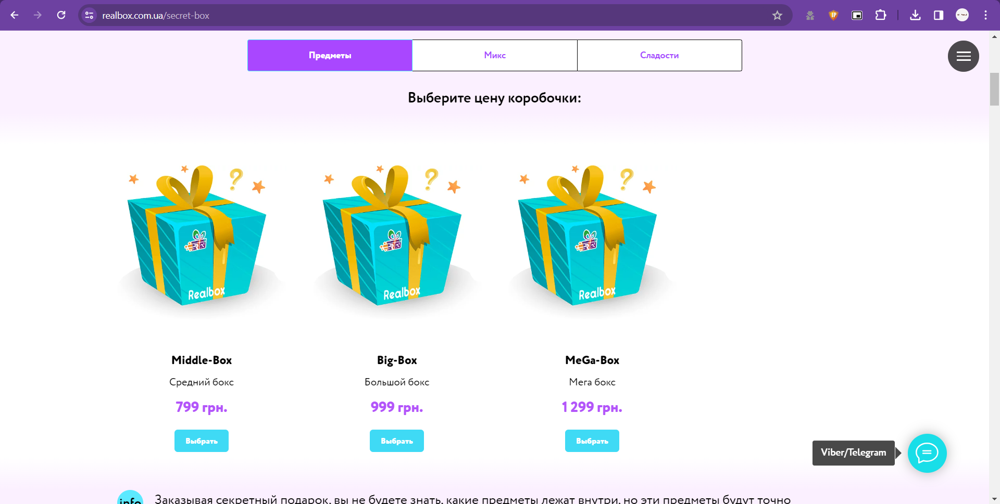 realbox.com.ua/secret-box
Предметы
Микс
Сладости
Выберите цену коробочки:
Realbox
Realbox
Realbox
Middle-Box
Big-Box
MeGa-Box
Средний бокс
Большой бокс
Мега бокс
799 грн.
999 грн.
1 299 грн.
Выбрать
Выбрать
Выбрать
Viber/Telegram
info
Заказывая секретный подарок, вы не будете знать, какие предметы лежат внутри, но эти предметы будут точно